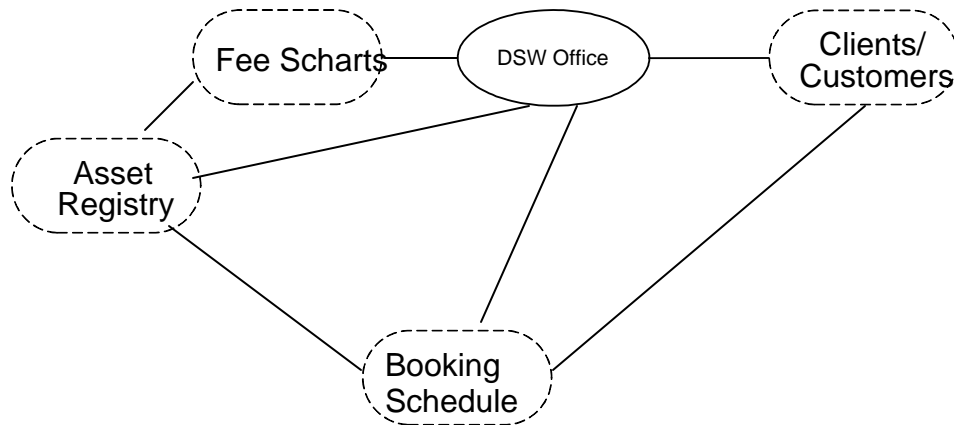 Fee Scharts
DSW Office
Clients/
Customers
Asset
Registry
Booking
Schedule